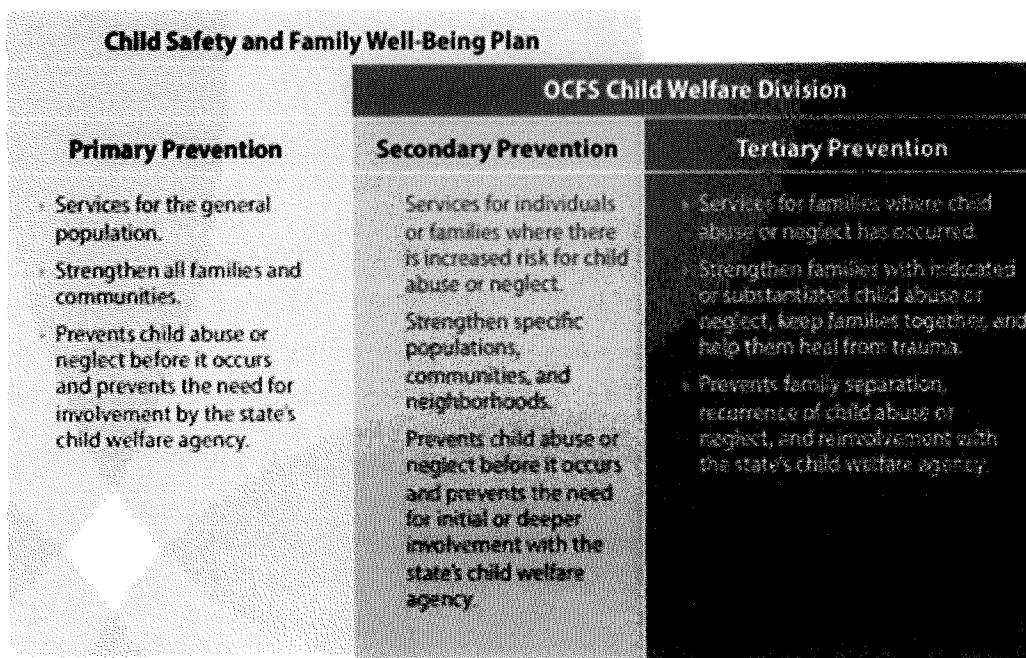 Child Safety and Family Well-Being Plan
OCFS Child Welfare Division
Primary Prevention
Services for the general
population.
Strengthen all families and
communities.
Prevents child abuse or
neglect before it occurs
and prevents the need for
involvement by the state's
child welfare agency.
Secondary Prevention
Services for individuals
or families where there
is increased risk for child
abuse or neglect.
Strengthen specific
populations,
communities, and
neighborhoods.
Prevents child abuse or
neglect before it occurs
and prevents the need
for initial or deeper
involvement with the
state's child welfare
agency.
Tertiary Prevention
Services for families where child
abuse or neglect has occurred.
Strengthen families with indicated
or substantiated child abuse or
neglect, keep families together, and
help them heal from trauma.
Prevents family separation,
recurrence of child abuse or
neglect, and reinvolvement with
the state's child welfare agency.